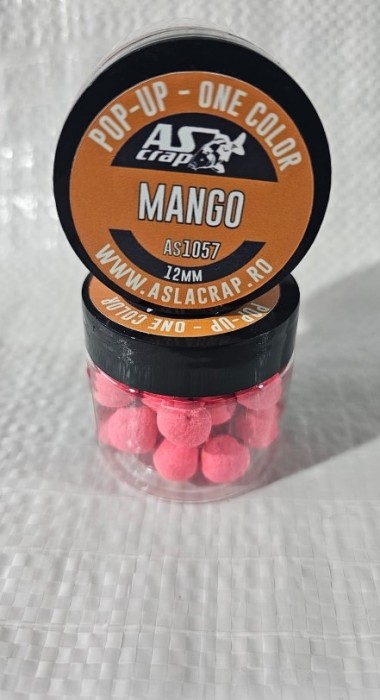 POP-UP - ONE COLOR
AS
crap
MANGO
As1057
12MM
WWW.ASLACRAP.RO
POP-UP - ONE COLOR